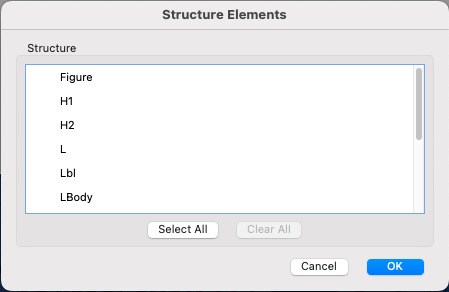 Structure Elements
Structure
Figure
H1
H2
L
Lbl
LBody
Select All
Clear All
Cancel
OK